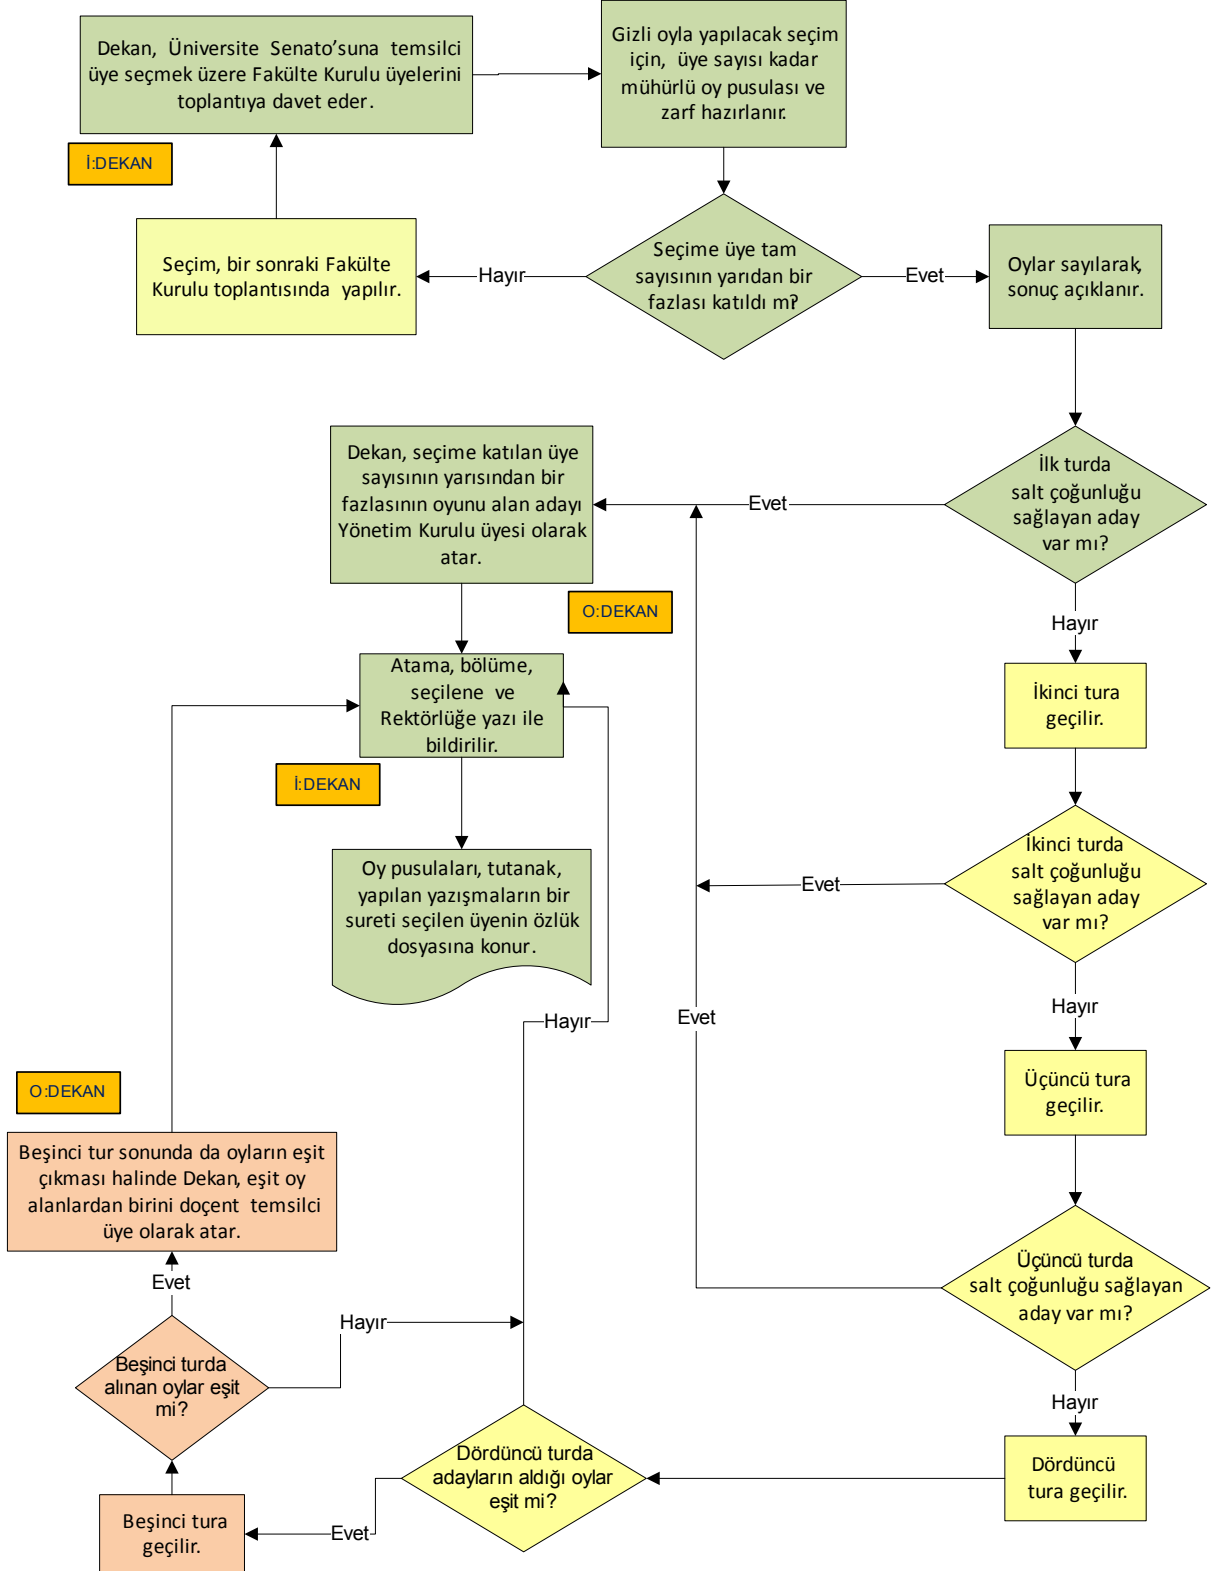 Dekan, Üniversite Senato’suna temsilci
üye seçmek üzere Fakülte Kurulu üyelerini
toplantıya davet eder.
Gizli oyla yapılacak seçim
için, üye sayısı kadar
mühürlü oy pusulası ve
zarf hazırlanır.
İ:DEKAN
Seçim, bir sonraki Fakülte
Kurulu toplantısında yapılır.
Hayır
Seçime üye tam
sayısının yarıdan bir
fazlası katıldı mı?
Evet
Oylar sayılarak,
sonuç açıklanır.
Dekan, seçime katılan üye
sayısının yarısından bir
fazlasının oyunu alan adayı
Yönetim Kurulu üyesi olarak
atar.
Evet
İlk turda
salt çoğunluğu
sağlayan aday
var mı?
O:DEKAN
Hayır
Atama, bölüme,
seçilene ve
Rektörlüğe yazı ile
bildirilir.
İkinci tura
geçilir.
İ:DEKAN
Oy pusulaları, tutanak,
yapılan yazışmaların bir
sureti seçilen üyenin özlük
dosyasına konur.
Evet
İkinci turda
salt çoğunluğu
sağlayan aday
var mı?
Hayır
Hayır
Evet
Üçüncü tura
geçilir.
O:DEKAN
Beşinci tur sonunda da oyların eşit
çıkması halinde Dekan, eşit oy
alanlardan birini doçent temsilci
üye olarak atar.
Üçüncü turda
salt çoğunluğu sağlayan
aday var mı?
Evet
Hayır
Beşinci turda
alınan oylar eşit
mi?
Hayır
Dördüncü turda
adayların aldığı oylar
eşit mi?
Dördüncü
tura geçilir.
Beşinci tura
geçilir.
Evet